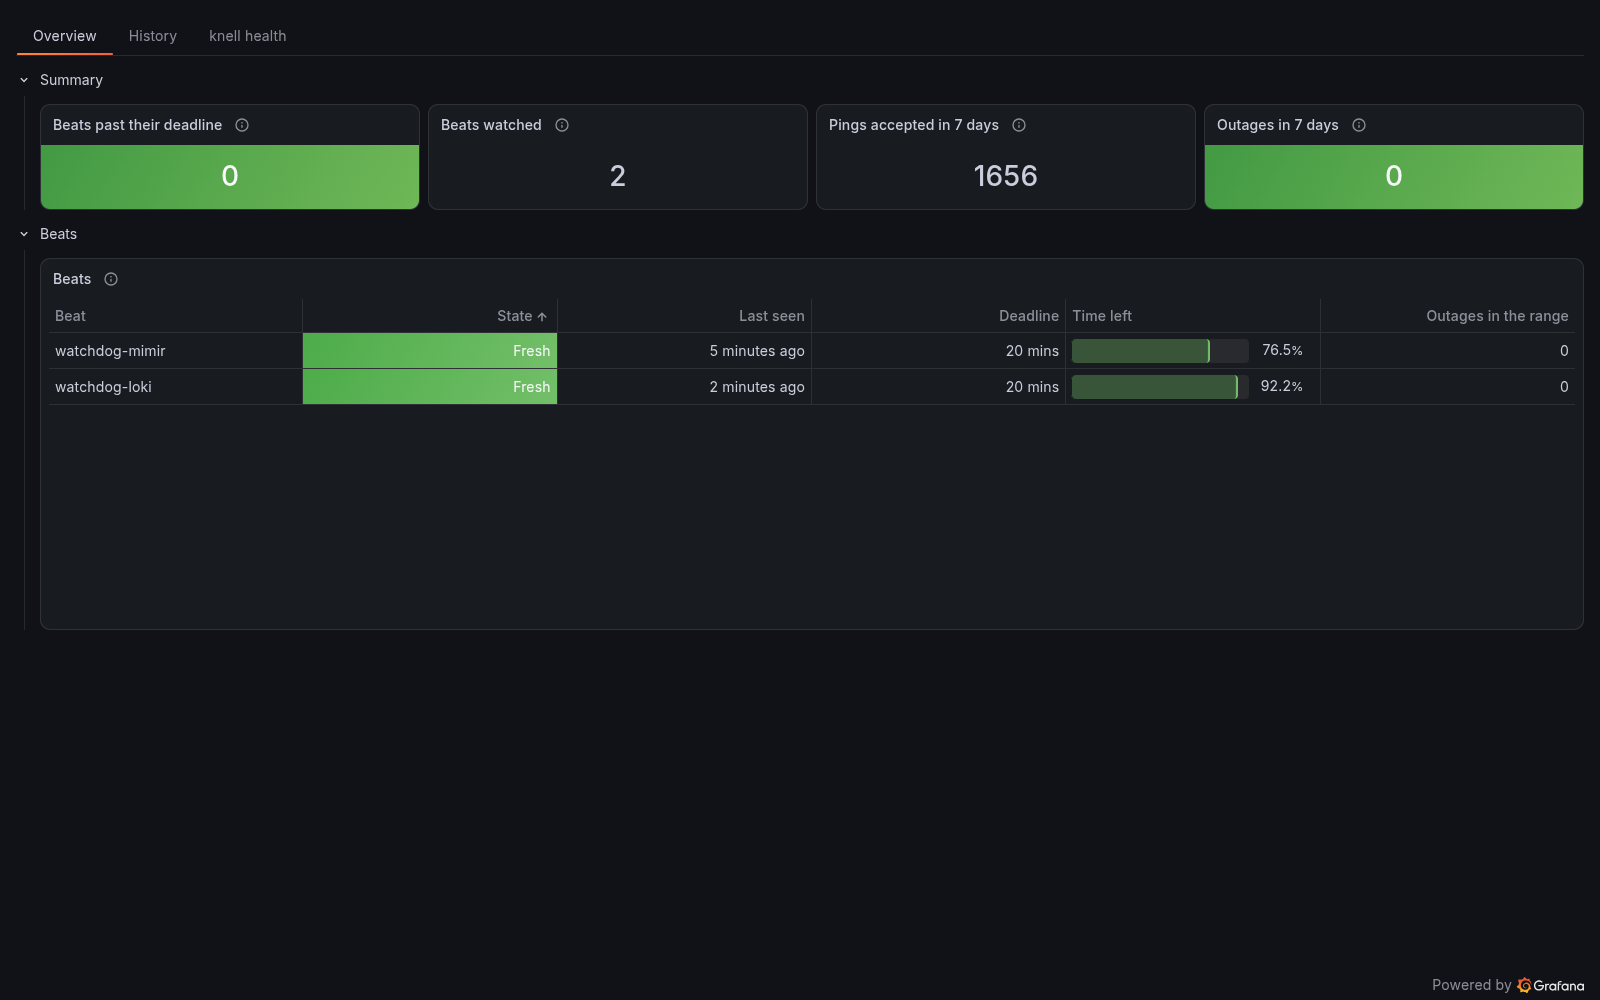 Overview History knell health
Summary
Beats past their deadline Beats watched Pings accepted in 7 days Outages in 7 days
0 2 1656 0
Beats
Beats
Beat State Last seen Deadline Time left Outages in the range
watchdog-mimir Fresh 5 minutes ago 20 mins 76.5% 0
watchdog-loki Fresh 2 minutes ago 20 mins 92.2% 0
Powered by Grafana